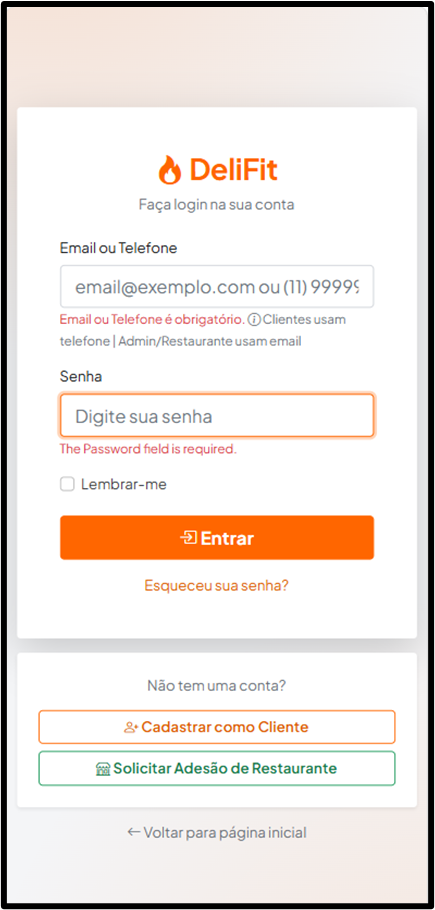 DeliFit
Faça login na sua conta
Email ou Telefone
email@exemplo.com ou (11) 99999
Email ou Telefone é obrigatório. Clientes usam
telefone | Admin/Restaurante usam email
Senha
Digite sua senha
The Password field is required.
Lembrar-me
Entrar
Esqueceu sua senha?
Não tem uma conta?
Cadastrar como Cliente
Solicitar Adesão de Restaurante
← Voltar para página inicial